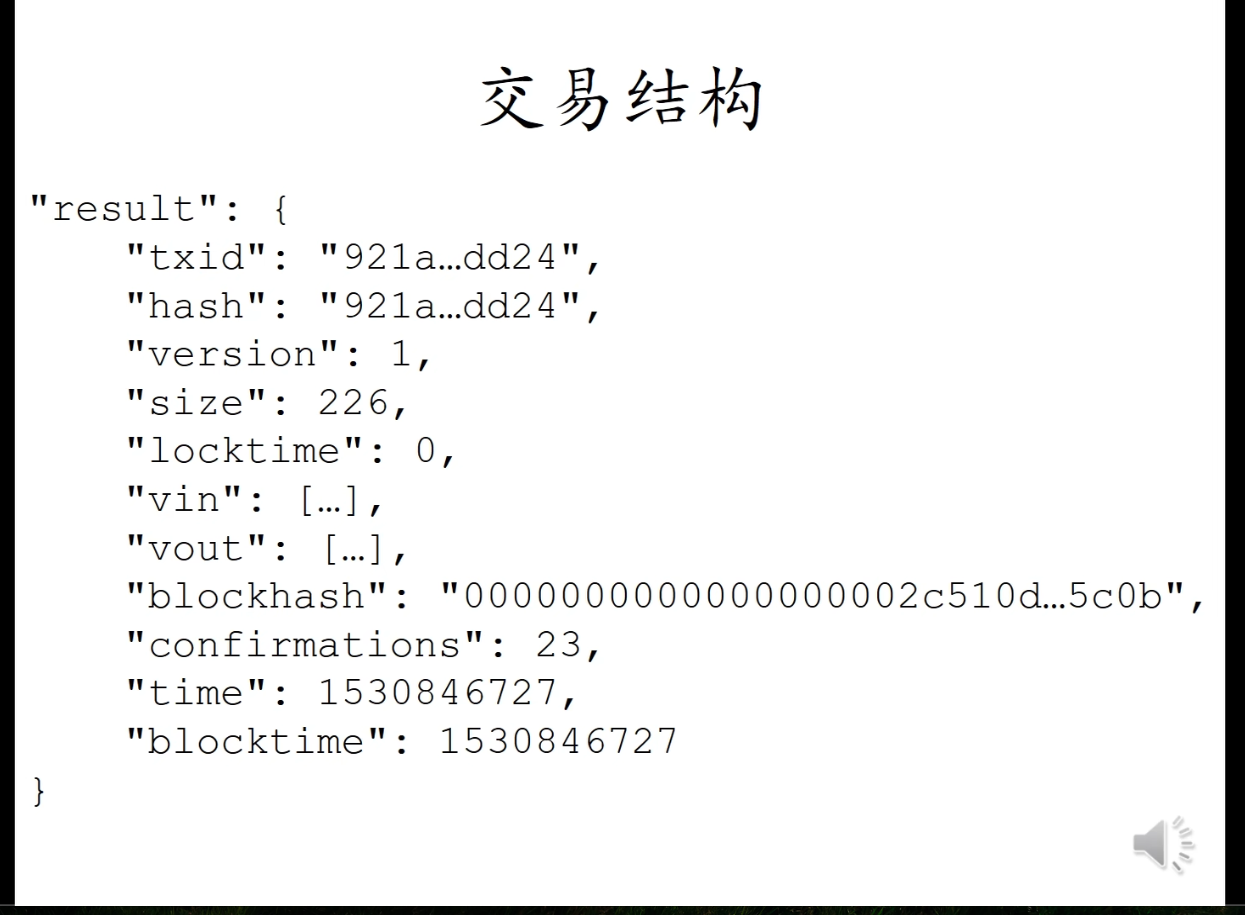 交易结构
"result": {
"txid": "921a…dd24",
"hash": "921a…dd24",
"version": 1,
"size": 226,
"locktime": 0,
"vin": […],
"vout": […],
"blockhash": "0000000000000000002c510d…5c0b",
"confirmations": 23,
"time": 1530846727,
"blocktime": 1530846727
}